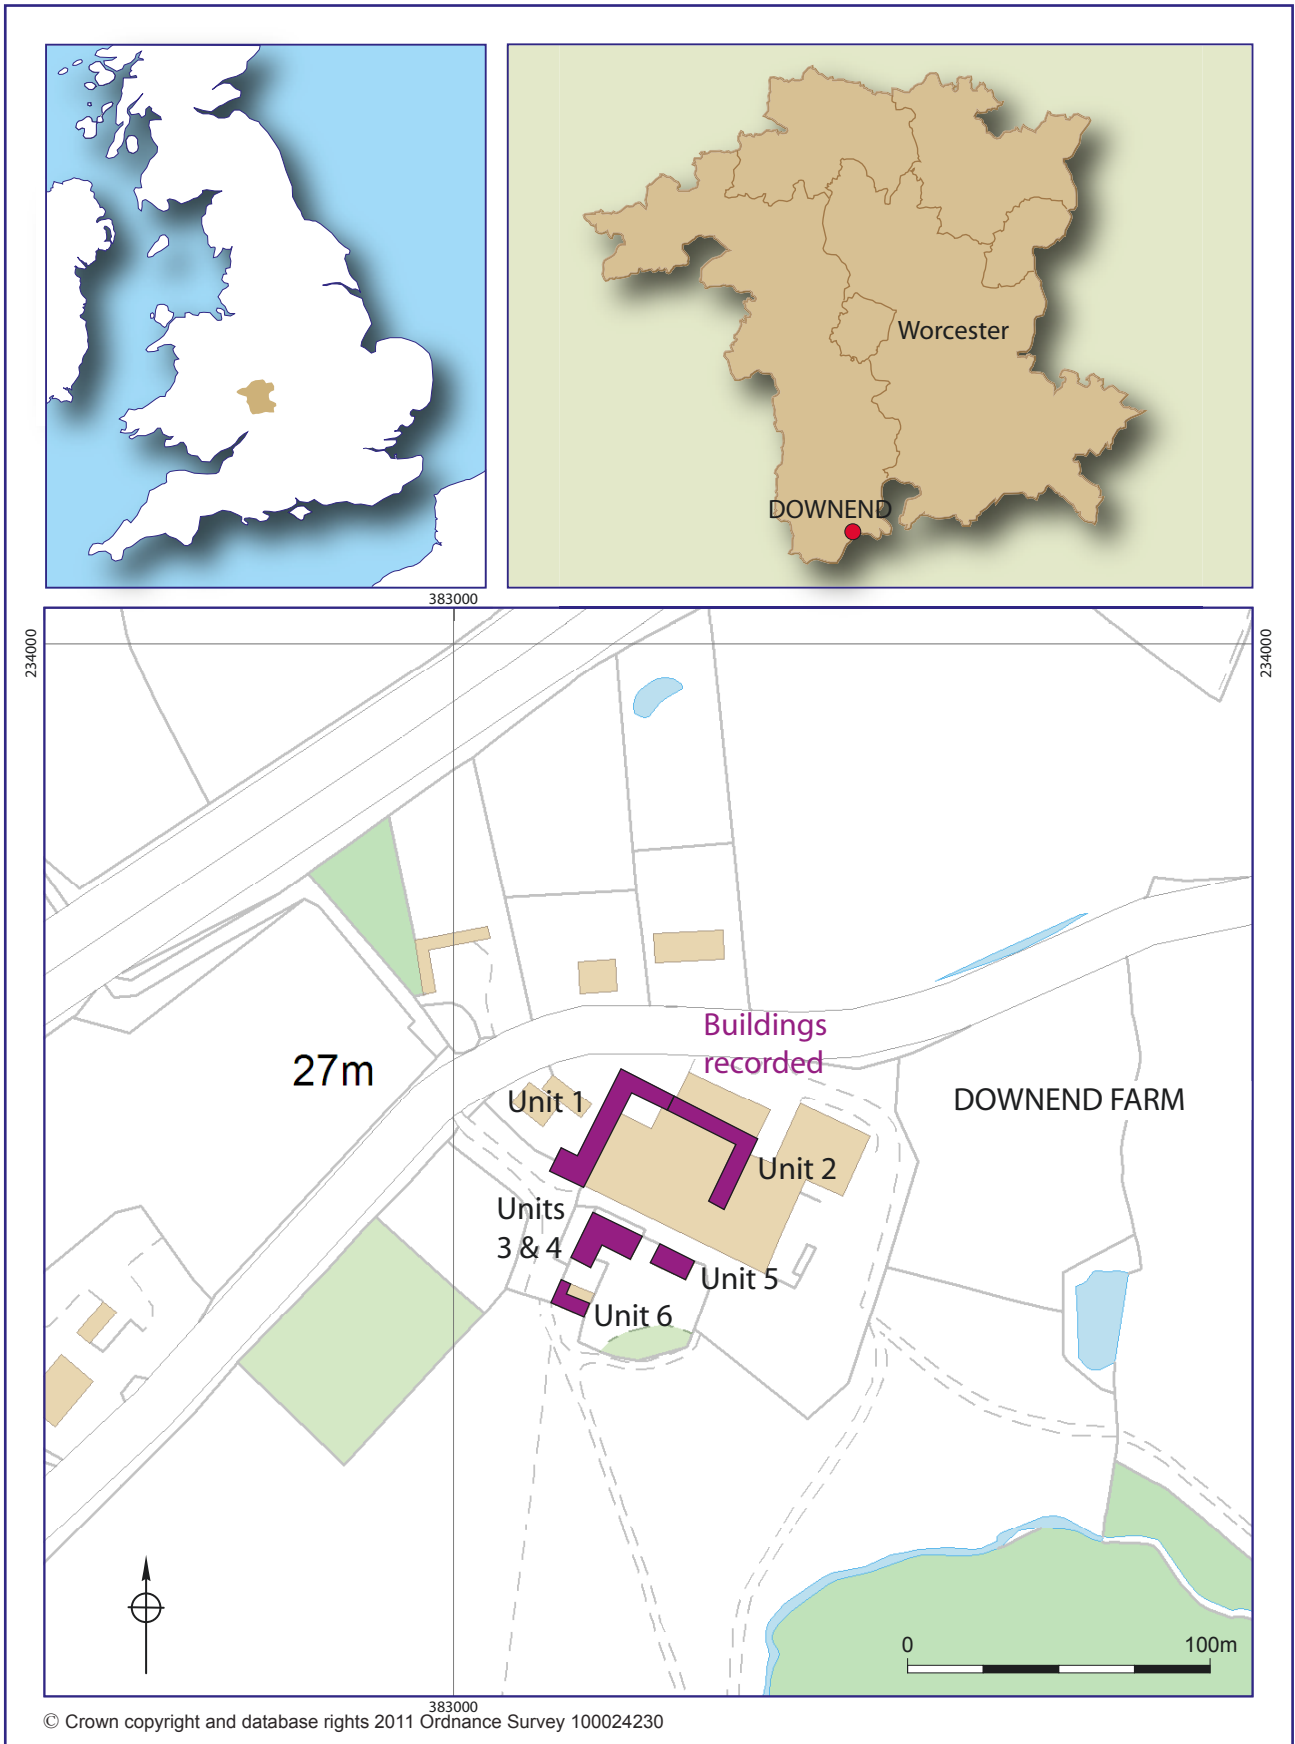 Worcester
DOWNEND
383000
234000
234000
Buildings
recorded
27m
Unit 1
DOWNEND FARM
Unit 2
Units
3 & 4
Unit 5
Unit 6
0 100m
383000
© Crown copyright and database rights 2011 Ordnance Survey 100024230